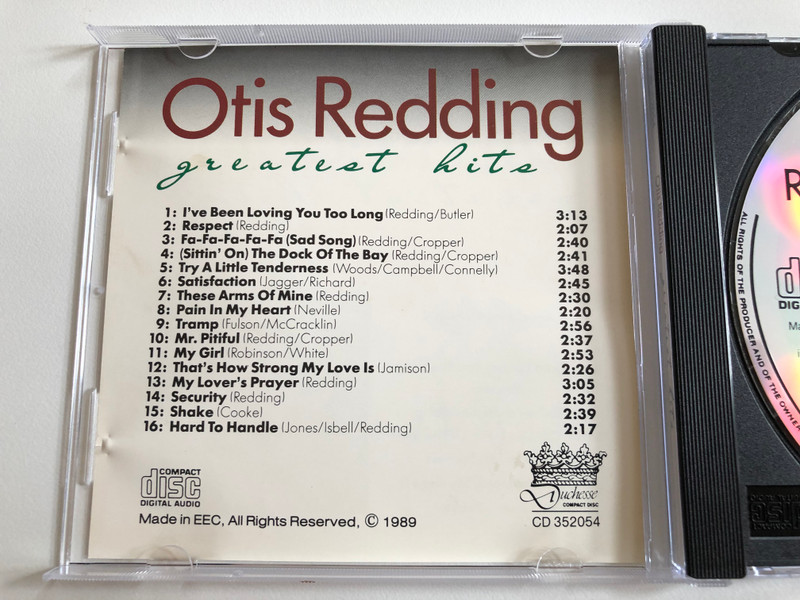 Otis Redding
greatest hits
1: I've Been Loving You Too Long (Redding/Butler) 3:13
2: Respect (Redding) 2:07
3: Fa-Fa-Fa-Fa-Fa (Sad Song) (Redding/Cropper) 2:40
4: (Sittin' On) The Dock Of The Bay (Redding/Cropper) 2:41
5: Try A Little Tenderness (Woods/Campbell/Connelly) 3:48
6: Satisfaction (Jagger/Richard) 2:45
7: These Arms Of Mine (Redding) 2:30
8: Pain In My Heart (Neville) 2:20
9: Tramp (Fulson/McCracklin) 2:56
10: Mr. Pitiful (Redding/Cropper) 2:37
11: My Girl (Robinson/White) 2:53
12: That's How Strong My Love Is (Jamison) 2:26
13: My Lover's Prayer (Redding) 3:05
14: Security (Redding) 2:32
15: Shake (Cooke) 2:39
16: Hard To Handle (Jones/Isbell/Redding) 2:17
COMPACT
disc
DIGITAL AUDIO
Duchesse
COMPACT DISC
Made in EEC, All Rights Reserved, © 1989
CD 352054
ALL RIGHTS OF THE PRODUCER AND OF THE OWNER